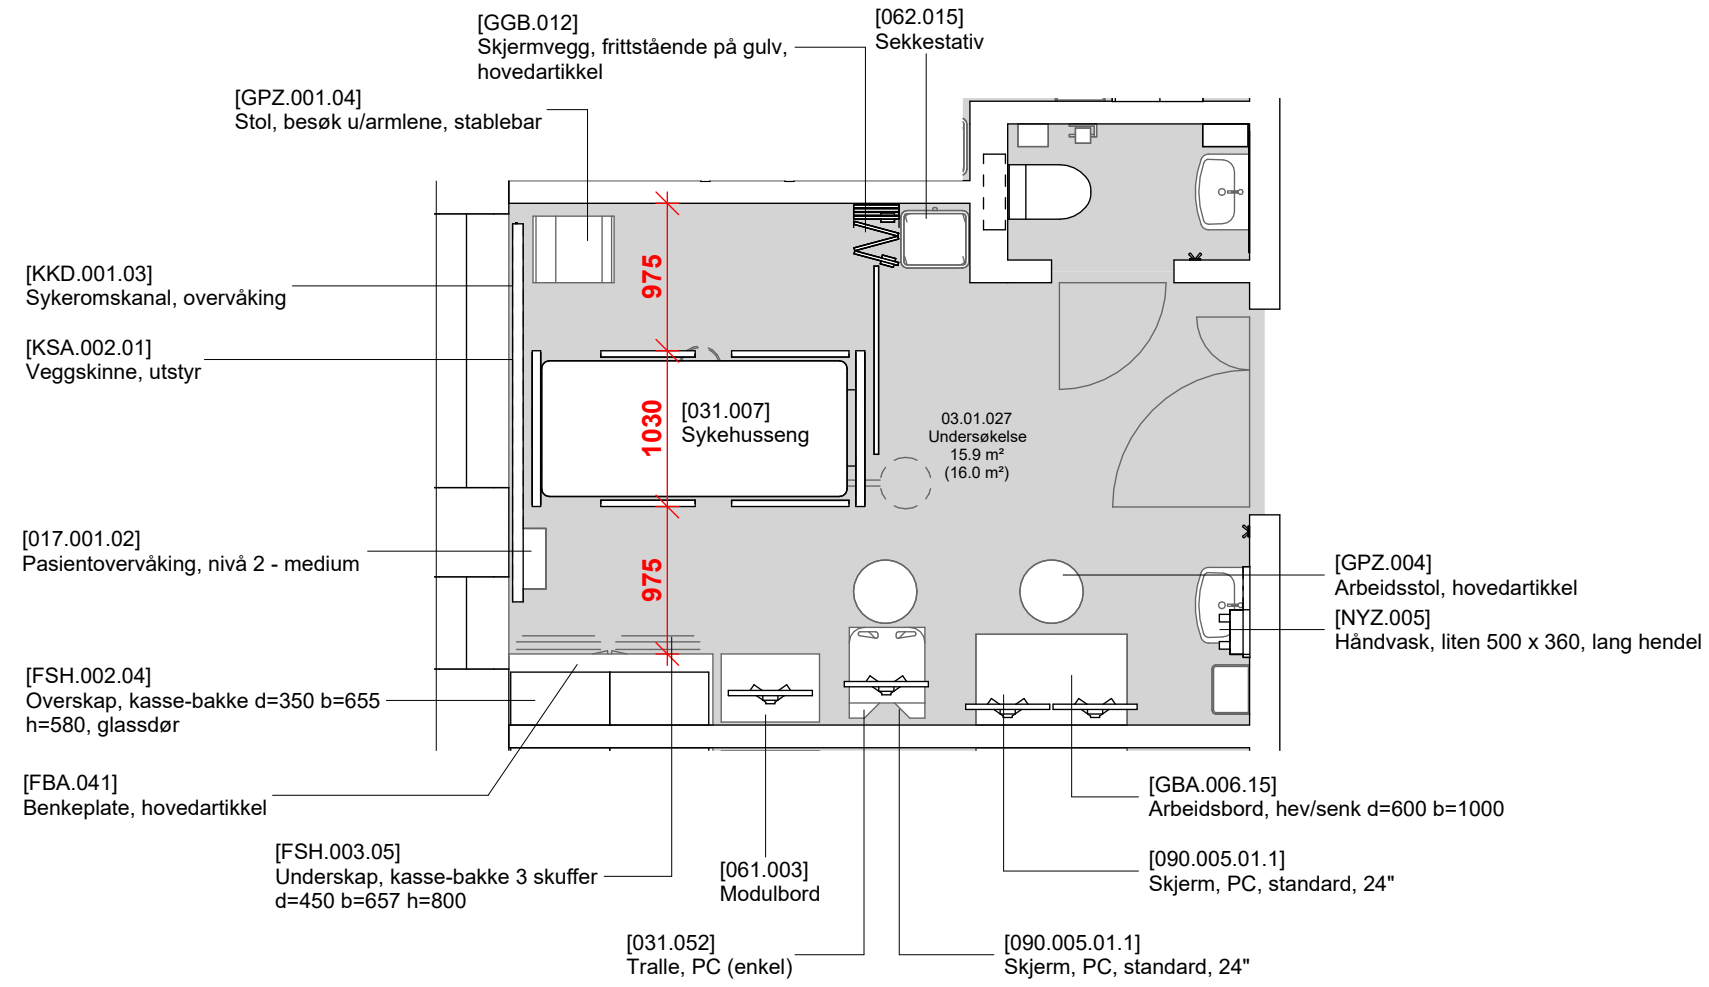 [GGB.012]
Skjermvegg, frittstående på gulv,
hovedartikkel
[062.015]
Sekkestativ
[GPZ.001.04]
Stol, besøk u/armlene, stablebar
[KKD.001.03]
Sykeromskanal, overvåking
[KSA.002.01]
Veggskinne, utstyr
975
1030
975
[031.007]
Sykehusseng
03.01.027
Undersøkelse
15.9 m²
(16.0 m²)
[017.001.02]
Pasientovervåking, nivå 2 - medium
[GPZ.004]
Arbeidsstol, hovedartikkel
[NYZ.005]
Håndvask, liten 500 x 360, lang hendel
[FSH.002.04]
Overskap, kasse-bakke d=350 b=655
h=580, glassdør
[FBA.041]
Benkeplate, hovedartikkel
[GBA.006.15]
Arbeidsbord, hev/senk d=600 b=1000
[FSH.003.05]
Underskap, kasse-bakke 3 skuffer
d=450 b=657 h=800
[061.003]
Modulbord
[090.005.01.1]
Skjerm, PC, standard, 24"
[031.052]
Tralle, PC (enkel)
[090.005.01.1]
Skjerm, PC, standard, 24"